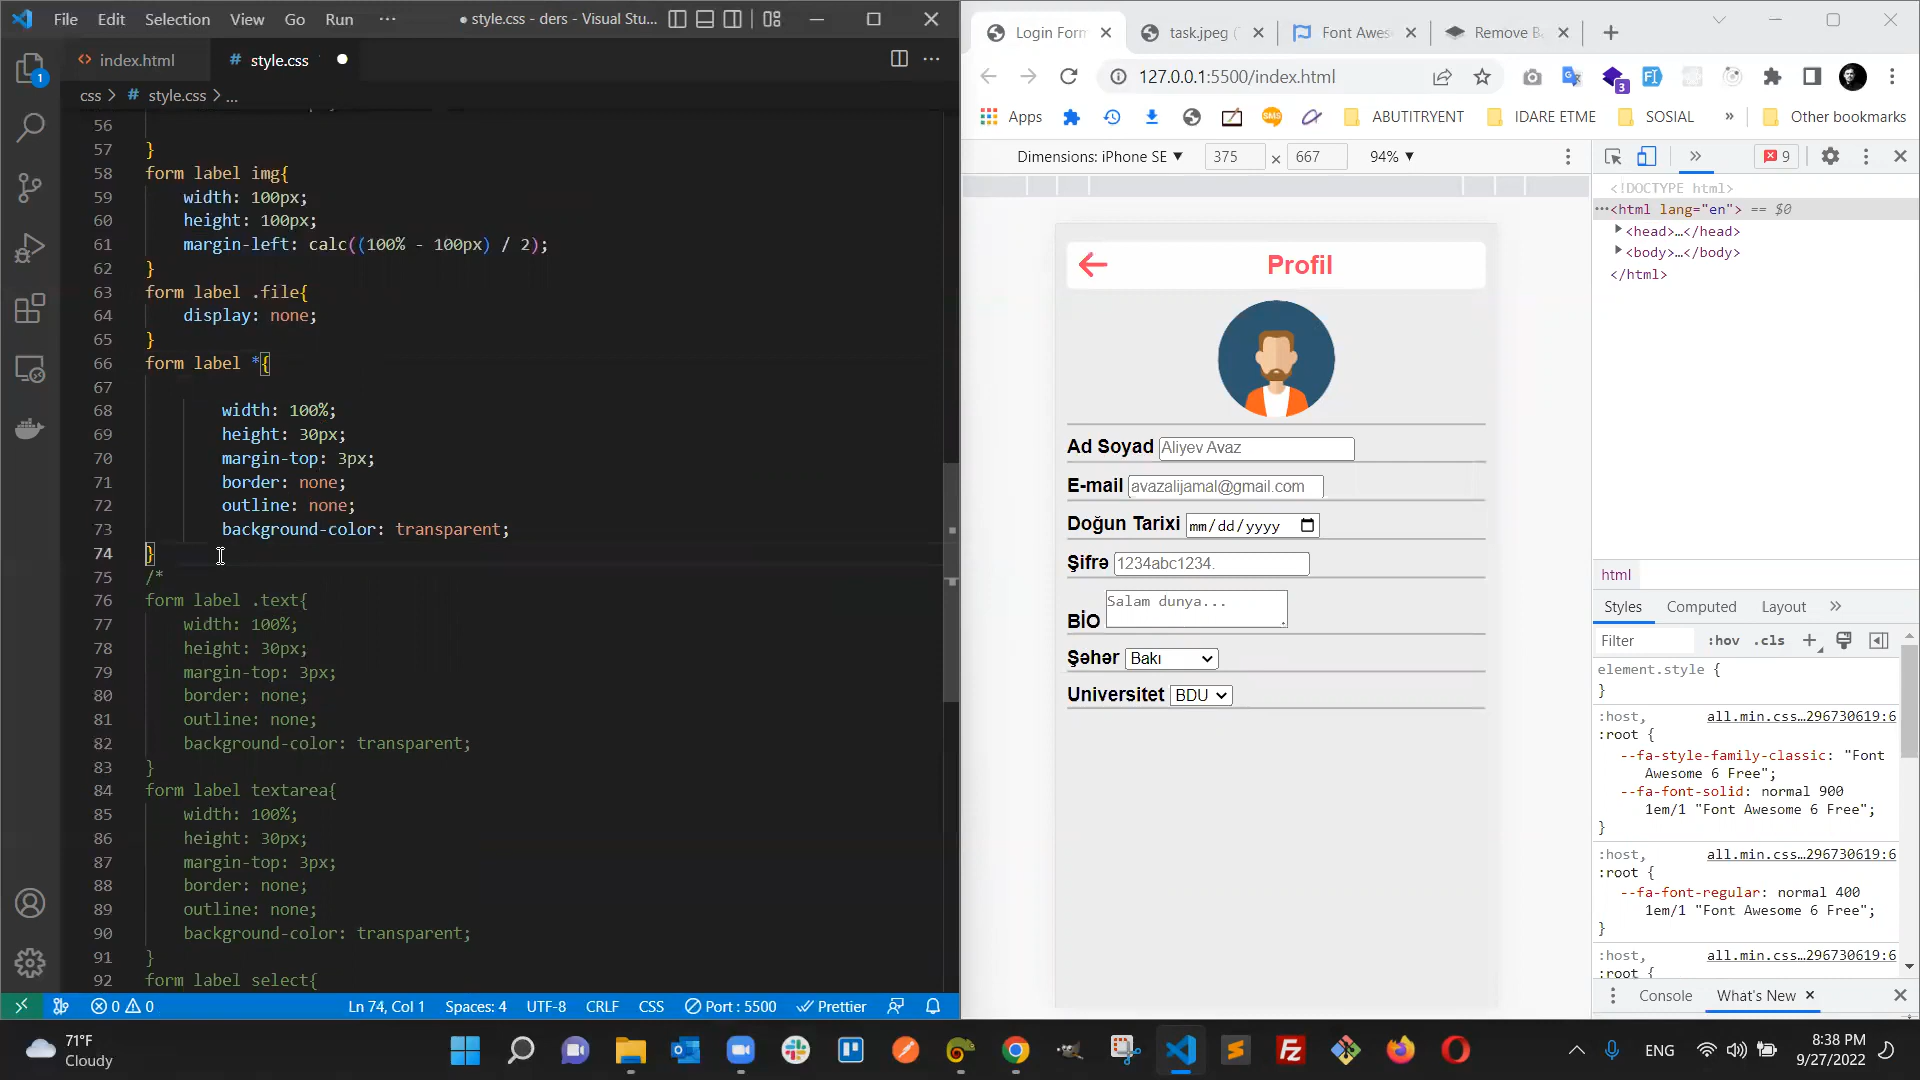 File Edit Selection View Go Run ··· ● style.css - ders - Visual Stu...
index.html # style.css ●
css > # style.css > ...
56
57 }
58 form label img{
59 width: 100px;
60 height: 100px;
61 margin-left: calc((100% - 100px) / 2);
62 }
63 form label .file{
64 display: none;
65 }
66 form label *{
67
68 width: 100%;
69 height: 30px;
70 margin-top: 3px;
71 border: none;
72 outline: none;
73 background-color: transparent;
74 }
75 /*
76 form label .text{
77 width: 100%;
78 height: 30px;
79 margin-top: 3px;
80 border: none;
81 outline: none;
82 background-color: transparent;
83 }
84 form label textarea{
85 width: 100%;
86 height: 30px;
87 margin-top: 3px;
88 border: none;
89 outline: none;
90 background-color: transparent;
91 }
92 form label select{
1
0 0 Ln 74, Col 1 Spaces: 4 UTF-8 CRLF CSS Port : 5500 Prettier
Login Form task.jpeg ( Font Awes Remove B
127.0.0.1:5500/index.html
3
Apps SMS ABUTITRYENT IDARE ETME SOSIAL » Other bookmarks
Dimensions: iPhone SE ▼ 375 x 667 94% ▼
Profil
Ad Soyad Aliyev Avaz
E-mail avazalijamal@gmail.com
Doğun Tarixi mm/dd/yyyy
Şifrə 1234abc1234.
BİO Salam dunya...
Şəhər Bakı
Universitet BDU
» 9
<!DOCTYPE html>
···<html lang="en"> == $0
<head>…</head>
<body>…</body>
</html>
html
Styles Computed Layout »
Filter :hov .cls +
element.style {
}
:host, all.min.css…296730619:6
:root {
--fa-style-family-classic: "Font
Awesome 6 Free";
--fa-font-solid: normal 900
1em/1 "Font Awesome 6 Free";
}
:host, all.min.css…296730619:6
:root {
--fa-font-regular: normal 400
1em/1 "Font Awesome 6 Free";
}
:host, all.min.css…296730619:6
:root {
Console What's New ×
71°F
Cloudy
ENG
8:38 PM
9/27/2022